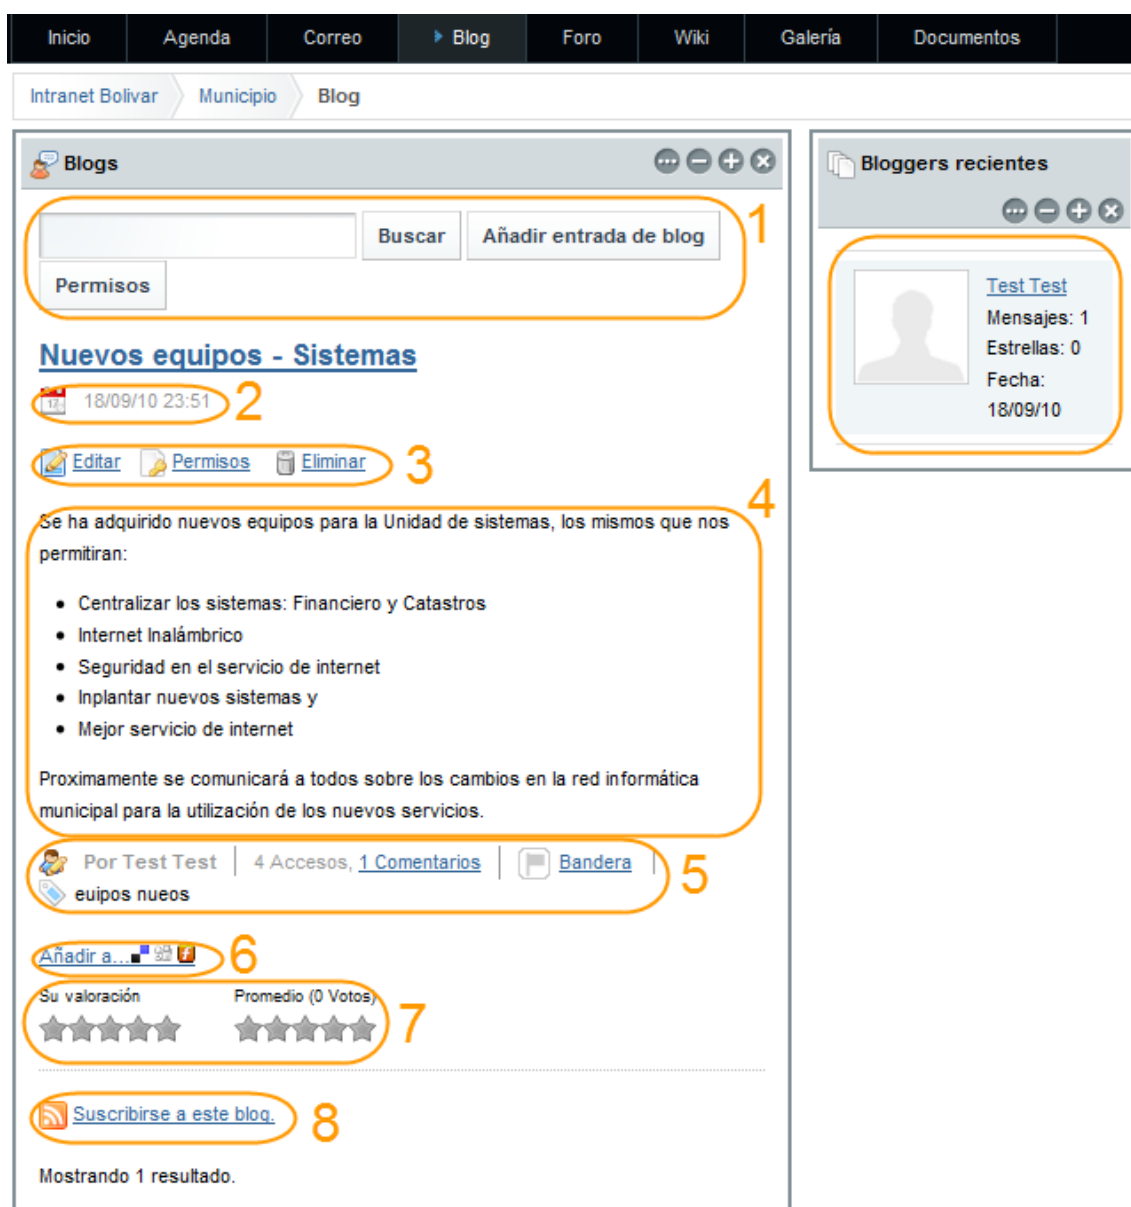 Inicio Agenda Correo Blog Foro Wiki Galería Documentos
Intranet Bolivar Municipio Blog
Blogs
Buscar Añadir entrada de blog 1
Permisos
Nuevos equipos - Sistemas
18/09/10 23:51 2
Editar Permisos Eliminar 3
4
Se ha adquirido nuevos equipos para la Unidad de sistemas, los mismos que nos
permitiran:
• Centralizar los sistemas: Financiero y Catastros
• Internet Inalámbrico
• Seguridad en el servicio de internet
• Inplantar nuevos sistemas y
• Mejor servicio de internet
Proximamente se comunicará a todos sobre los cambios en la red informática
municipal para la utilización de los nuevos servicios.
Por Test Test 4 Accesos, 1 Comentarios Bandera 5
euipos nueos
Añadir a... 6
Su valoración Promedio (0 Votos)
7
Suscribirse a este blog. 8
Mostrando 1 resultado.
Bloggers recientes
Test Test
Mensajes: 1
Estrellas: 0
Fecha:
18/09/10